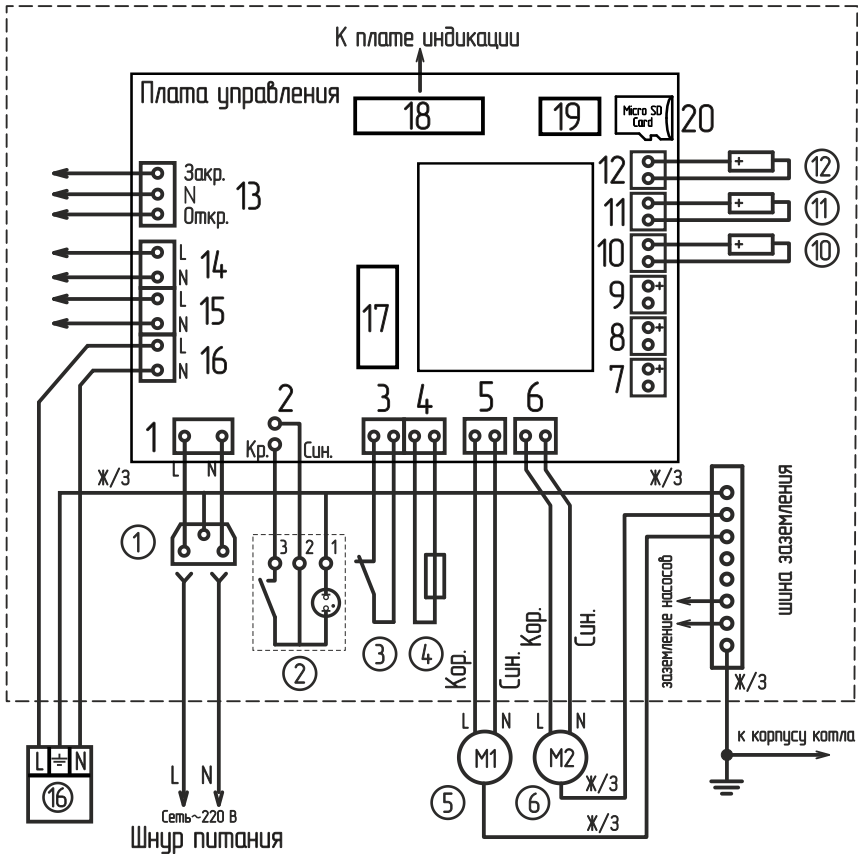 К плате индикации
Плата управления
18
19
Micro SD
Card
20
Закр.
N
Откр.
13
L
N
14
L
N
15
L
N
16
17
12
11
10
9
+
8
+
7
+
+
12
+
11
+
10
1
2
3
4
5
6
Кр.
Син.
L
N
Ж/З
Ж/З
1
3
2
1
2
3
4
Кор.
Син.
Кор.
Син.
шина заземления
заземление насосов
Ж/З
к корпусу котла
L
N
L
N
M1
M2
5
6
Ж/З
Ж/З
L
N
16
L
N
Сеть~220 В
Шнур питания